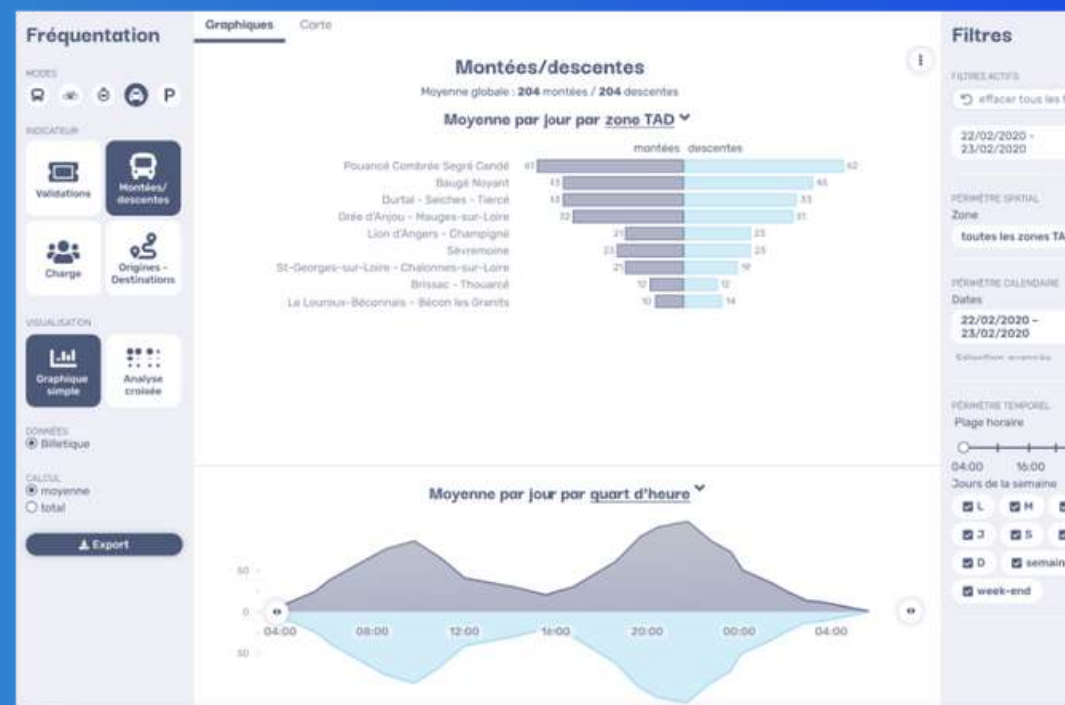 Fréquentation
MODES
P
INDICATEUR
Validations
Montées/
descentes
Charge
Origines -
Destinations
VISUALISATION
Graphique
simple
Analyse
croisée
DONNÉES
Billetique
CALCUL
moyenne
total
Export
Graphiques Carte
Montées/descentes
Moyenne globale : 204 montées / 204 descentes
Moyenne par jour par zone TAD
montées descentes
Pouancé Combrée Segré Candé 61 62
Baugé Noyant
Durtal - Seiches - Tiercé 33
Orée d'Anjou - Mauges-sur-Loire 32 31
Lion d'Angers - Champigné 21 23
Sèvremoine 23 23
St-Georges-sur-Loire - Chalonnes-sur-Loire 21
Brissac - Thouarcé 12 12
Le Louroux-Béconnais - Bécon les Granits 10 14
Moyenne par jour par quart d'heure
50
0
50
04:00 08:00 12:00 16:00 20:00 00:00 04:00
Filtres
FILTRES ACTIFS
effacer tous les
22/02/2020 -
23/02/2020
PÉRIMÈTRE SPATIAL
Zone
toutes les zones TA
PÉRIMÈTRE CALENDAIRE
Dates
22/02/2020 -
23/02/2020
Sélection avancée
PÉRIMÈTRE TEMPOREL
Plage horaire
04:00 16:00
Jours de la semaine
L M
J S
D semain
week-end